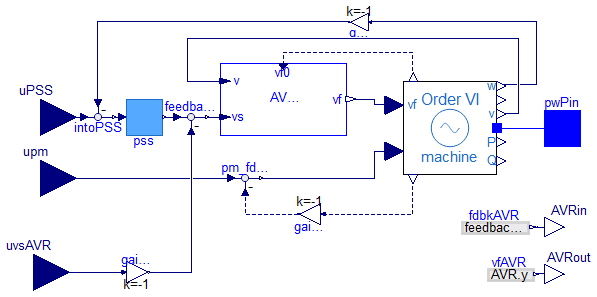 k=-1
g...
uPSS
intoPSS
pss
feedba...
v
vs
vf0
AV...
vf
vf
Order VI
machine
w
v
P
Q
pwPin
upm
pm_fd...
k=-1
gai...
uvsAVR
gai...
k=-1
fdbkAVR
feedbac...
AVRin
vfAVR
AVR.y
AVRout